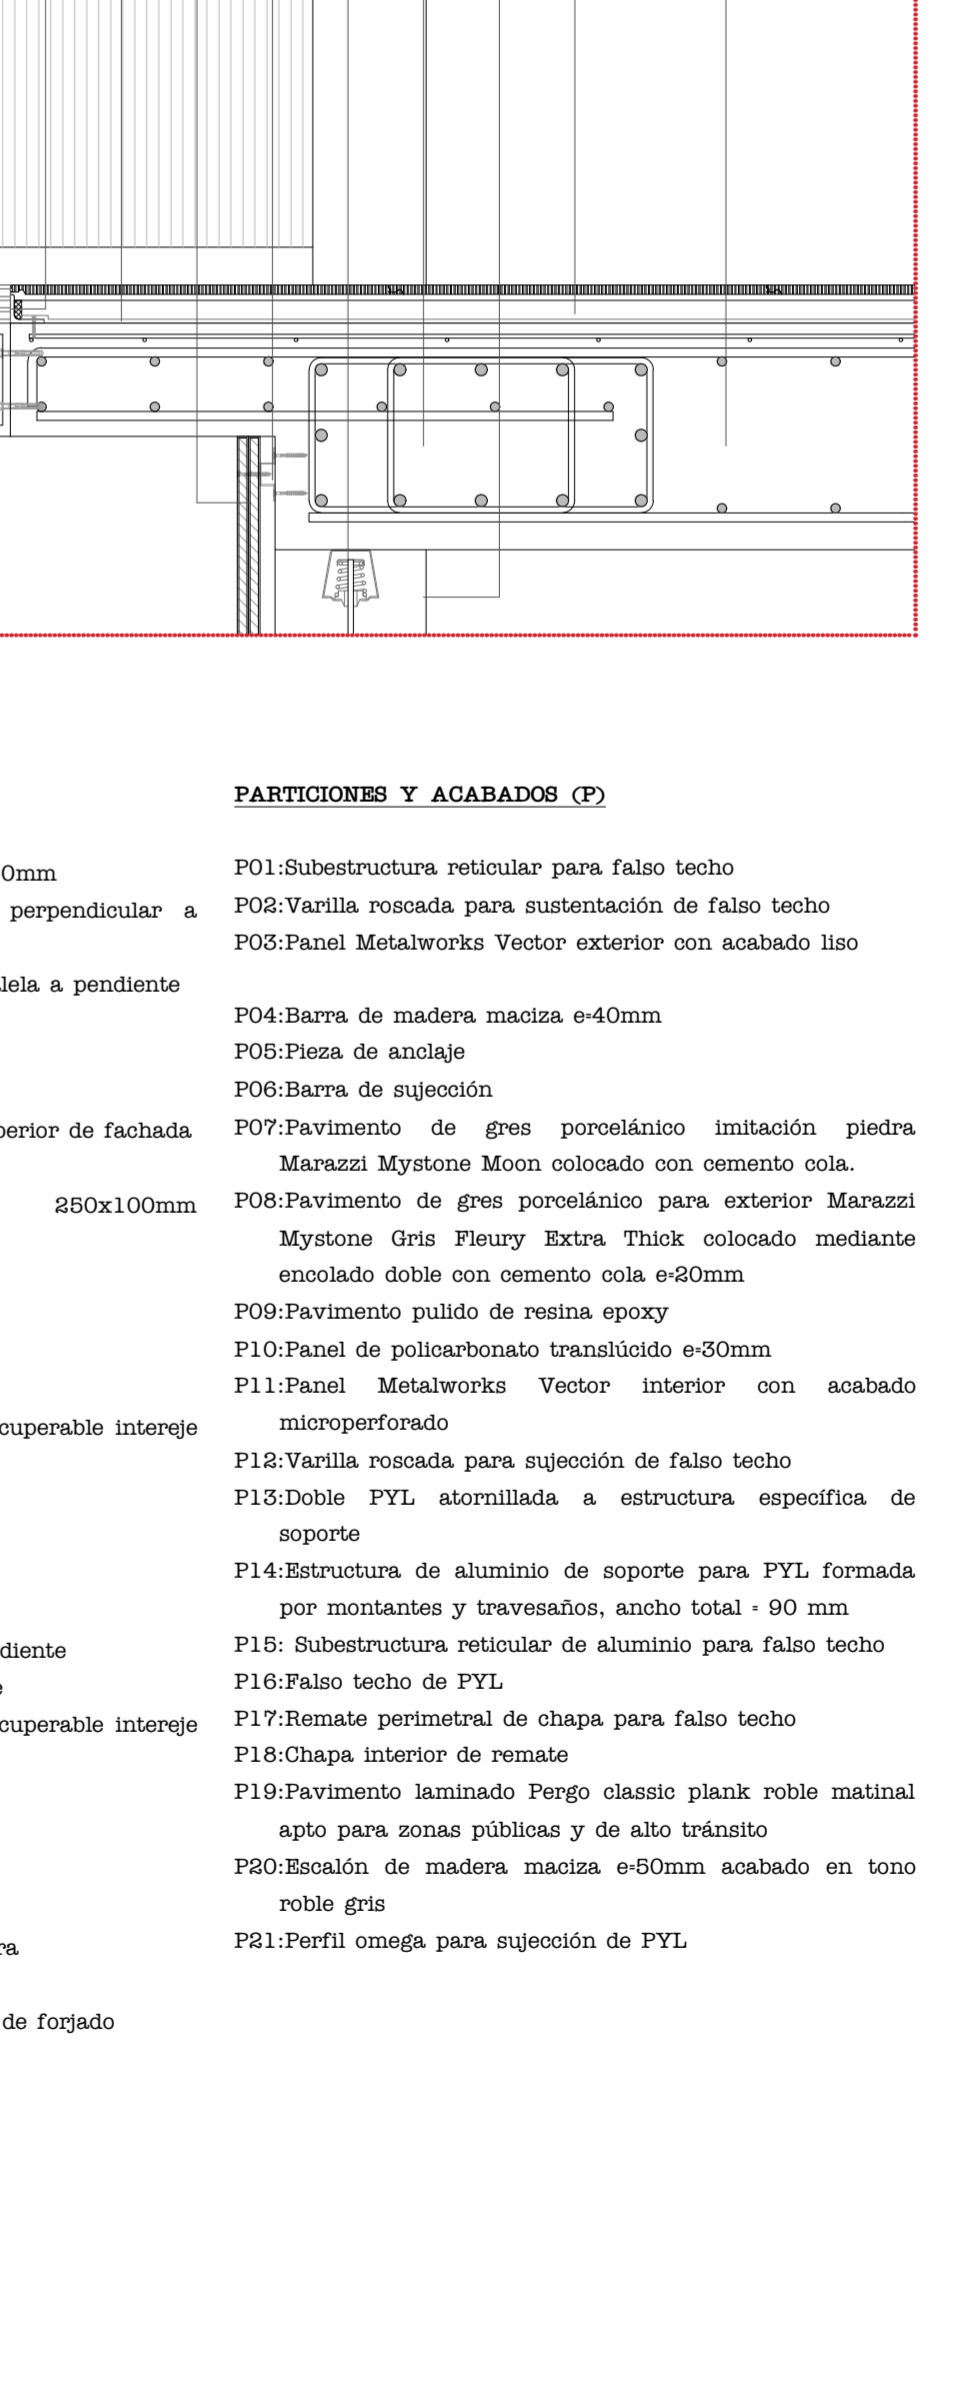 PARTICIONES Y ACABADOS (P)
0mm
perpendicular a
lela a pendiente
perior de fachada
250x100mm
cuperable intereje
diente
e
cuperable intereje
ra
de forjado
P01:Subestructura reticular para falso techo
P02:Varilla roscada para sustentación de falso techo
P03:Panel Metalworks Vector exterior con acabado liso
P04:Barra de madera maciza e=40mm
P05:Pieza de anclaje
P06:Barra de sujección
P07:Pavimento de gres porcelánico imitación piedra
Marazzi Mystone Moon colocado con cemento cola.
P08:Pavimento de gres porcelánico para exterior Marazzi
Mystone Gris Fleury Extra Thick colocado mediante
encolado doble con cemento cola e=20mm
P09:Pavimento pulido de resina epoxy
P10:Panel de policarbonato translúcido e=30mm
P11:Panel Metalworks Vector interior con acabado
microperforado
P12:Varilla roscada para sujección de falso techo
P13:Doble PYL atornillada a estructura específica de
soporte
P14:Estructura de aluminio de soporte para PYL formada
por montantes y travesaños, ancho total = 90 mm
P15: Subestructura reticular de aluminio para falso techo
P16:Falso techo de PYL
P17:Remate perimetral de chapa para falso techo
P18:Chapa interior de remate
P19:Pavimento laminado Pergo classic plank roble matinal
apto para zonas públicas y de alto tránsito
P20:Escalón de madera maciza e=50mm acabado en tono
roble gris
P21:Perfil omega para sujección de PYL